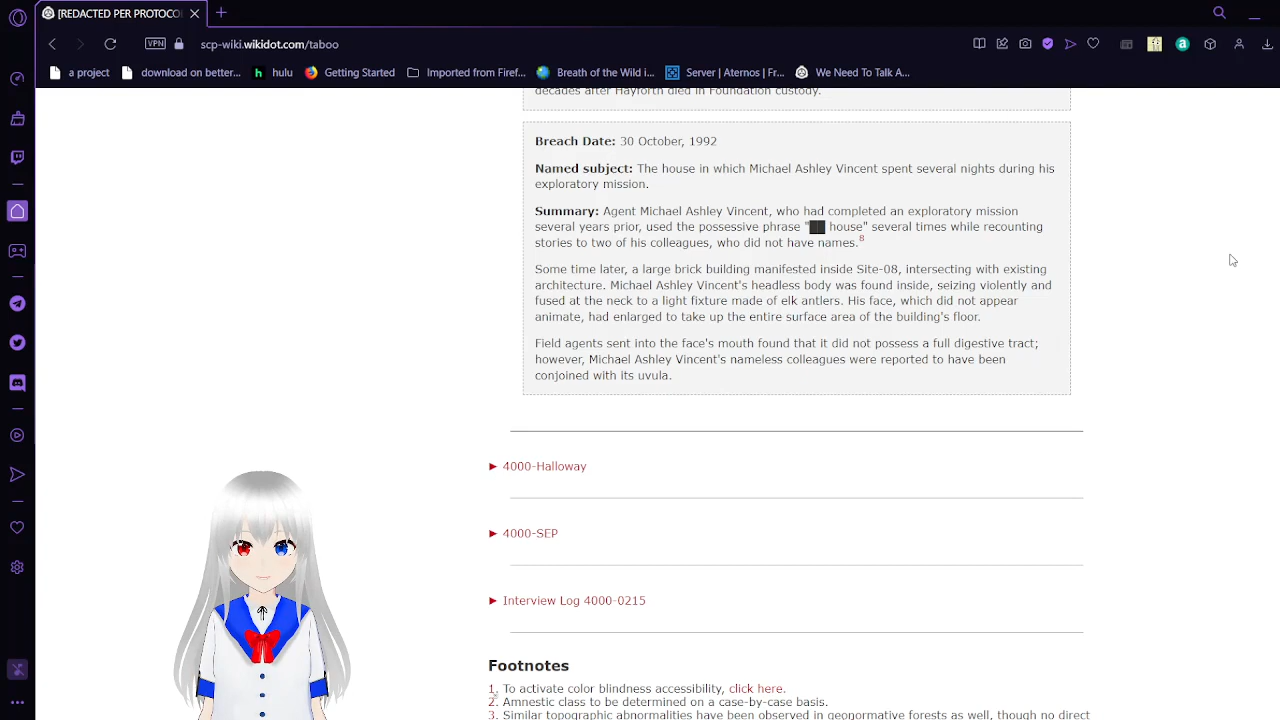 [REDACTED PER PROTOCO
VPN
scp-wiki.wikidot.com/taboo
a project
download on better...
hulu
Getting Started
Imported from Firef...
Breath of the Wild i...
Server | Aternos | Fr...
We Need To Talk A...
decades after Hayforth died in Foundation custody.
Breach Date: 30 October, 1992
Named subject: The house in which Michael Ashley Vincent spent several nights during his
exploratory mission.
Summary: Agent Michael Ashley Vincent, who had completed an exploratory mission
several years prior, used the possessive phrase "██ house" several times while recounting
stories to two of his colleagues, who did not have names.8
Some time later, a large brick building manifested inside Site-08, intersecting with existing
architecture. Michael Ashley Vincent's headless body was found inside, seizing violently and
fused at the neck to a light fixture made of elk antlers. His face, which did not appear
animate, had enlarged to take up the entire surface area of the building's floor.
Field agents sent into the face's mouth found that it did not possess a full digestive tract;
however, Michael Ashley Vincent's nameless colleagues were reported to have been
conjoined with its uvula.
► 4000-Halloway
► 4000-SEP
► Interview Log 4000-0215
Footnotes
1. To activate color blindness accessibility, click here.
2. Amnestic class to be determined on a case-by-case basis.
3. Similar topographic abnormalities have been observed in geopormative forests as well, though no direct